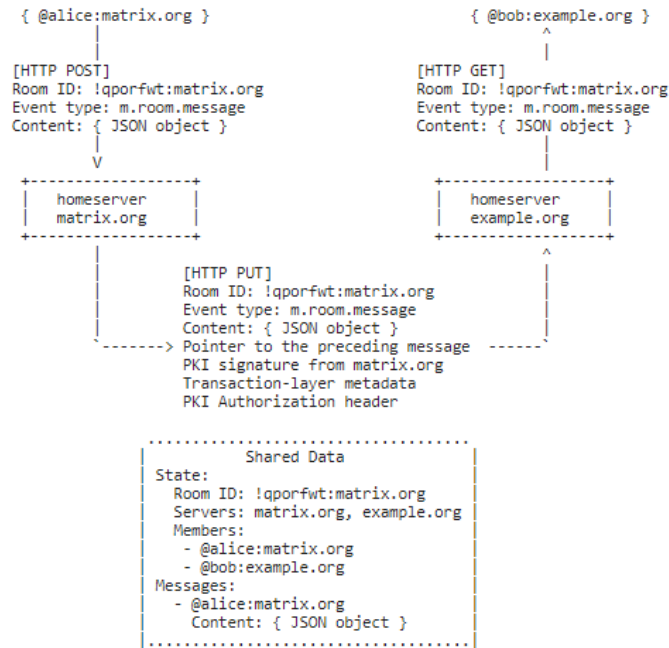 { @alice:matrix.org }
{ @bob:example.org }
[HTTP POST]
Room ID: !qporfwt:matrix.org
Event type: m.room.message
Content: { JSON object }
[HTTP GET]
Room ID: !qporfwt:matrix.org
Event type: m.room.message
Content: { JSON object }
homeserver
matrix.org
homeserver
example.org
[HTTP PUT]
Room ID: !qporfwt:matrix.org
Event type: m.room.message
Content: { JSON object }
Pointer to the preceding message
PKI signature from matrix.org
Transaction-layer metadata
PKI Authorization header
Shared Data
State:
Room ID: !qporfwt:matrix.org
Servers: matrix.org, example.org
Members:
- @alice:matrix.org
- @bob:example.org
Messages:
- @alice:matrix.org
Content: { JSON object }